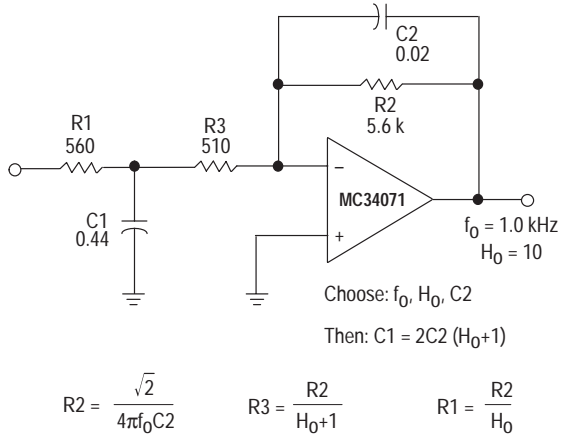 C2
0.02
R2
5.6 k
R1
560
R3
510
C1
0.44
−
MC34071
+
f0 = 1.0 kHz
H0 = 10
Choose: f0, H0, C2
Then: C1 = 2C2 (H0+1)
R2 = √2 / 4πf0C2
R3 = R2 / H0+1
R1 = R2 / H0